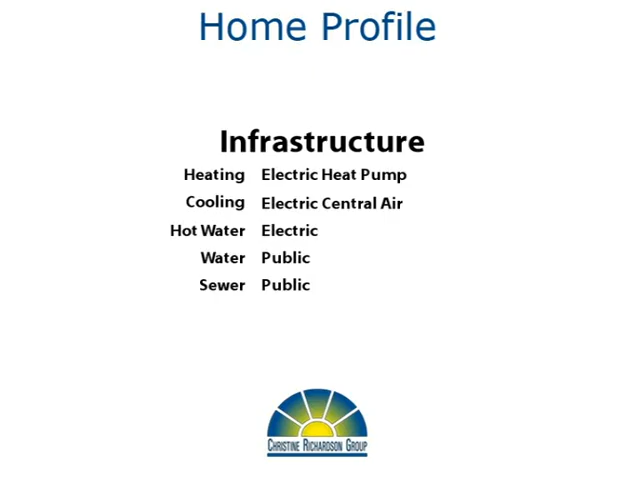 Home Profile
Infrastructure
Heating Electric Heat Pump
Cooling Electric Central Air
Hot Water Electric
Water Public
Sewer Public
CHRISTINE RICHARDSON GROUP